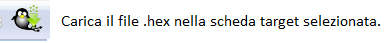 Carica il file .hex nella scheda target selezionata.